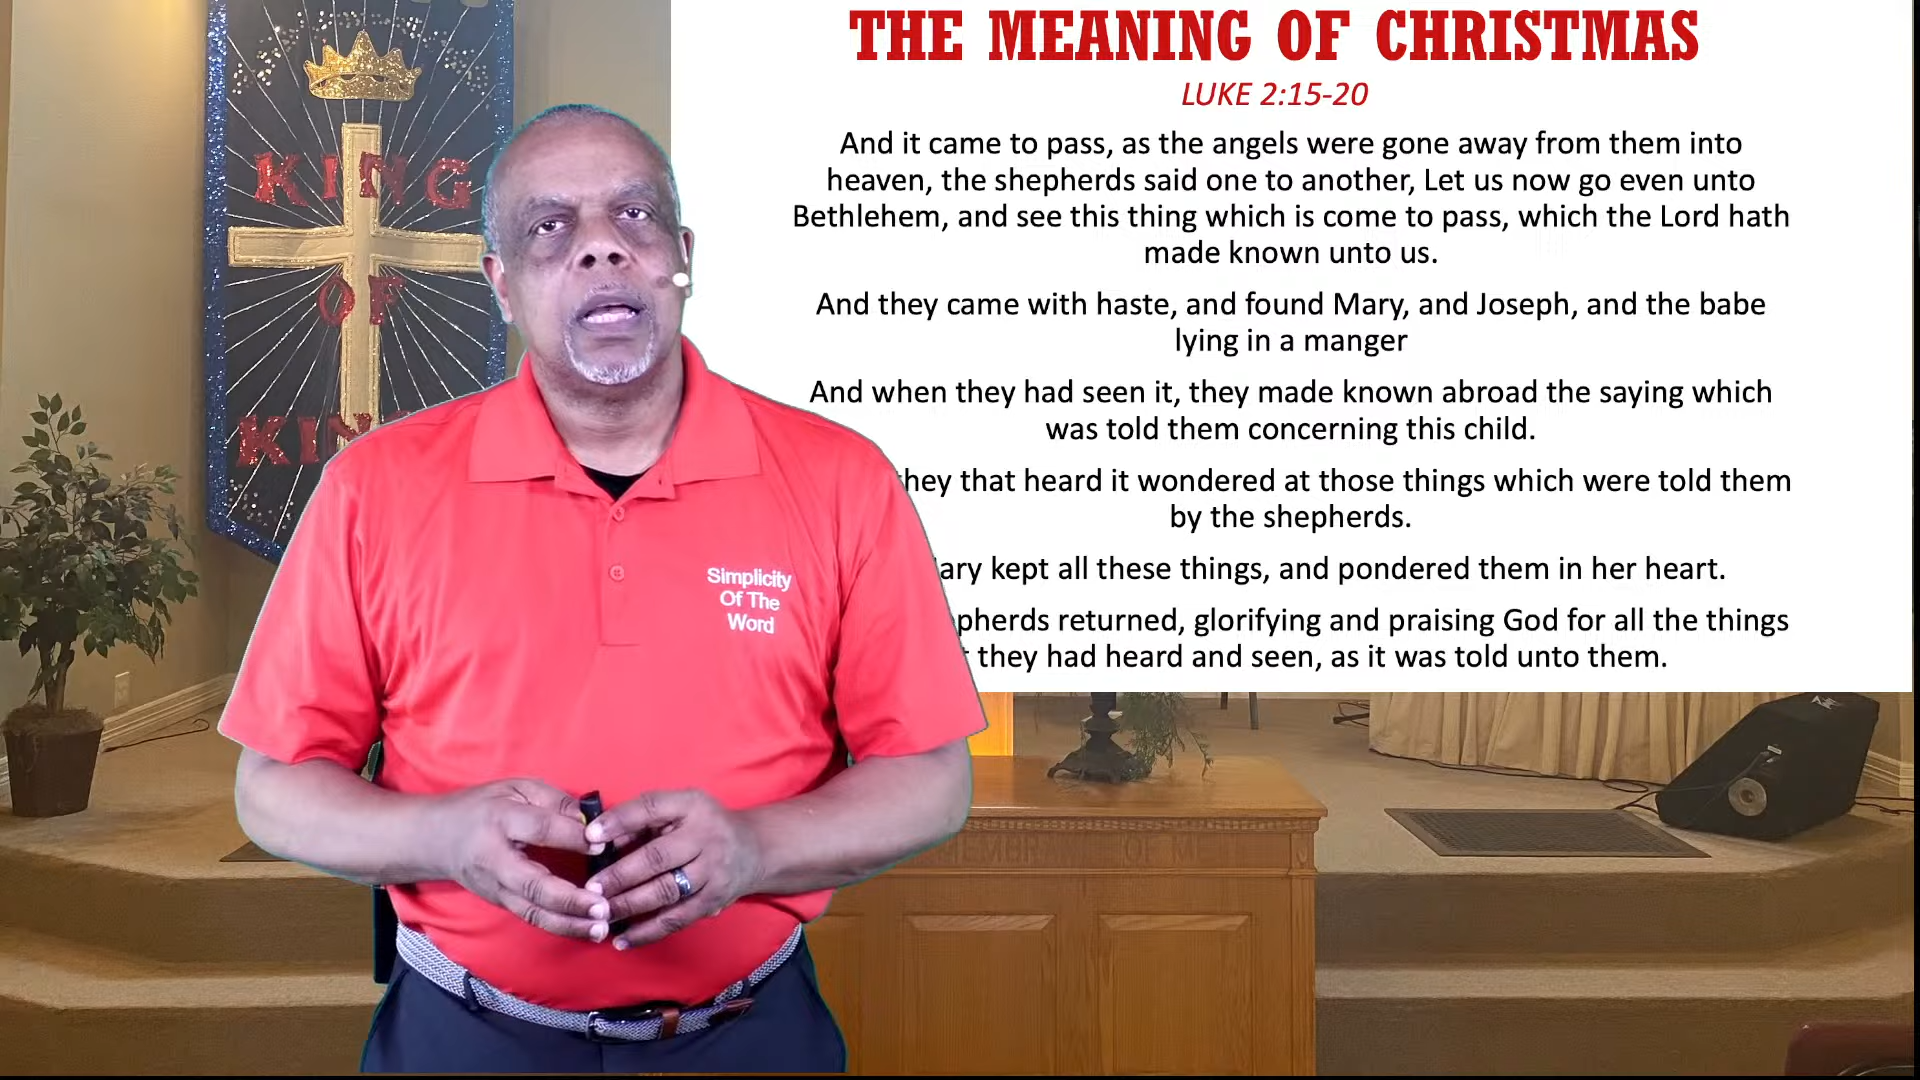 THE MEANING OF CHRISTMAS
LUKE 2:15-20
And it came to pass, as the angels were gone away from them into
heaven, the shepherds said one to another, Let us now go even unto
Bethlehem, and see this thing which is come to pass, which the Lord hath
made known unto us.
And they came with haste, and found Mary, and Joseph, and the babe
lying in a manger
And when they had seen it, they made known abroad the saying which
was told them concerning this child.
they that heard it wondered at those things which were told them
by the shepherds.
kept all these things, and pondered them in her heart.
returned, glorifying and praising God for all the things
they had heard and seen, as it was told unto them.
KING
OF
Simplicity
Of The
Word
OF ME